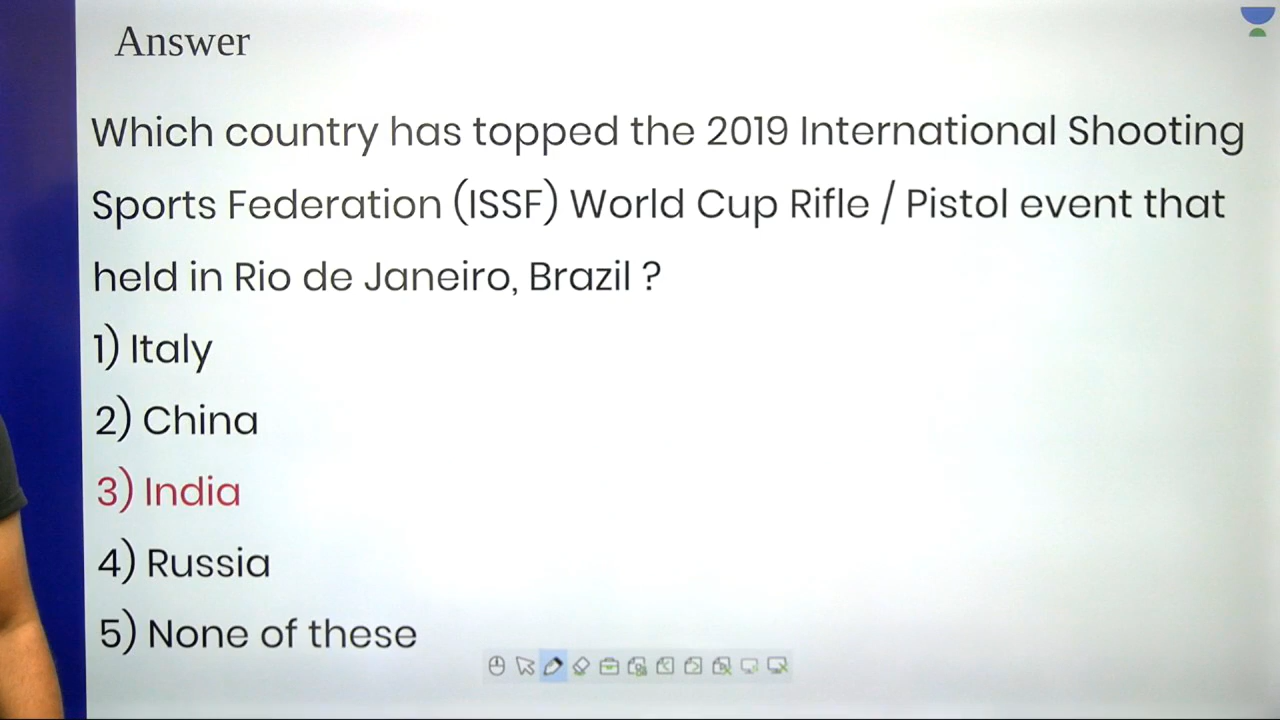 Answer
Which country has topped the 2019 International Shooting
Sports Federation (ISSF) World Cup Rifle / Pistol event that
held in Rio de Janeiro, Brazil ?
1) Italy
2) China
3) India
4) Russia
5) None of these